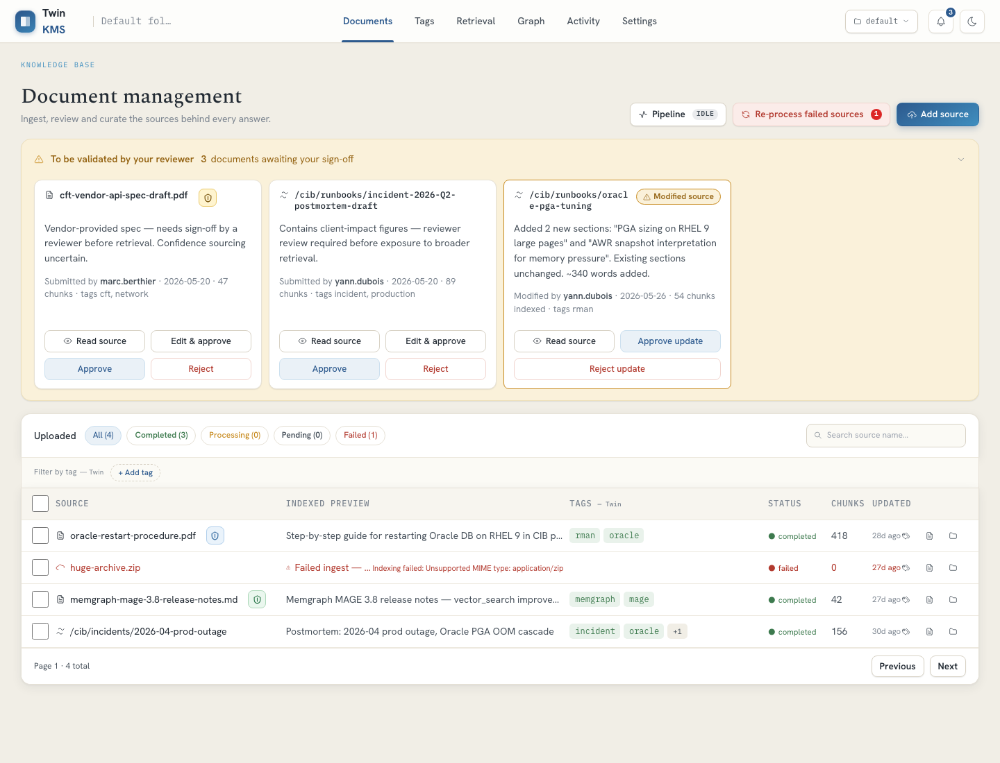 Twin
KMS
Default fol…
Documents
Tags
Retrieval
Graph
Activity
Settings
default
3
KNOWLEDGE BASE
Document management
Ingest, review and curate the sources behind every answer.
Pipeline IDLE
Re-process failed sources 1
Add source
To be validated by your reviewer 3 documents awaiting your sign-off
cft-vendor-api-spec-draft.pdf
Vendor-provided spec — needs sign-off by a
reviewer before retrieval. Confidence sourcing
uncertain.
Submitted by marc.berthier · 2026-05-20 · 47
chunks · tags cft, network
Read source
Edit & approve
Approve
Reject
/cib/runbooks/incident-2026-Q2-
postmortem-draft
Contains client-impact figures — reviewer
review required before exposure to broader
retrieval.
Submitted by yann.dubois · 2026-05-20 · 89
chunks · tags incident, production
Read source
Edit & approve
Approve
Reject
/cib/runbooks/oracl
e-pga-tuning
Modified source
Added 2 new sections: "PGA sizing on RHEL 9
large pages" and "AWR snapshot interpretation
for memory pressure". Existing sections
unchanged. ~340 words added.
Modified by yann.dubois · 2026-05-26 · 54 chunks
indexed · tags rman
Read source
Approve update
Reject update
Uploaded
All (4)
Completed (3)
Processing (0)
Pending (0)
Failed (1)
Search source name…
Filter by tag — Twin
+ Add tag
SOURCE INDEXED PREVIEW TAGS — Twin STATUS CHUNKS UPDATED
oracle-restart-procedure.pdf Step-by-step guide for restarting Oracle DB on RHEL 9 in CIB p… rman oracle completed 418 28d ago
huge-archive.zip Failed ingest — … Indexing failed: Unsupported MIME type: application/zip failed 0 27d ago
memgraph-mage-3.8-release-notes.md Memgraph MAGE 3.8 release notes — vector_search improve… memgraph mage completed 42 27d ago
/cib/incidents/2026-04-prod-outage Postmortem: 2026-04 prod outage, Oracle PGA OOM cascade incident oracle +1 completed 156 30d ago
Page 1 · 4 total
Previous
Next